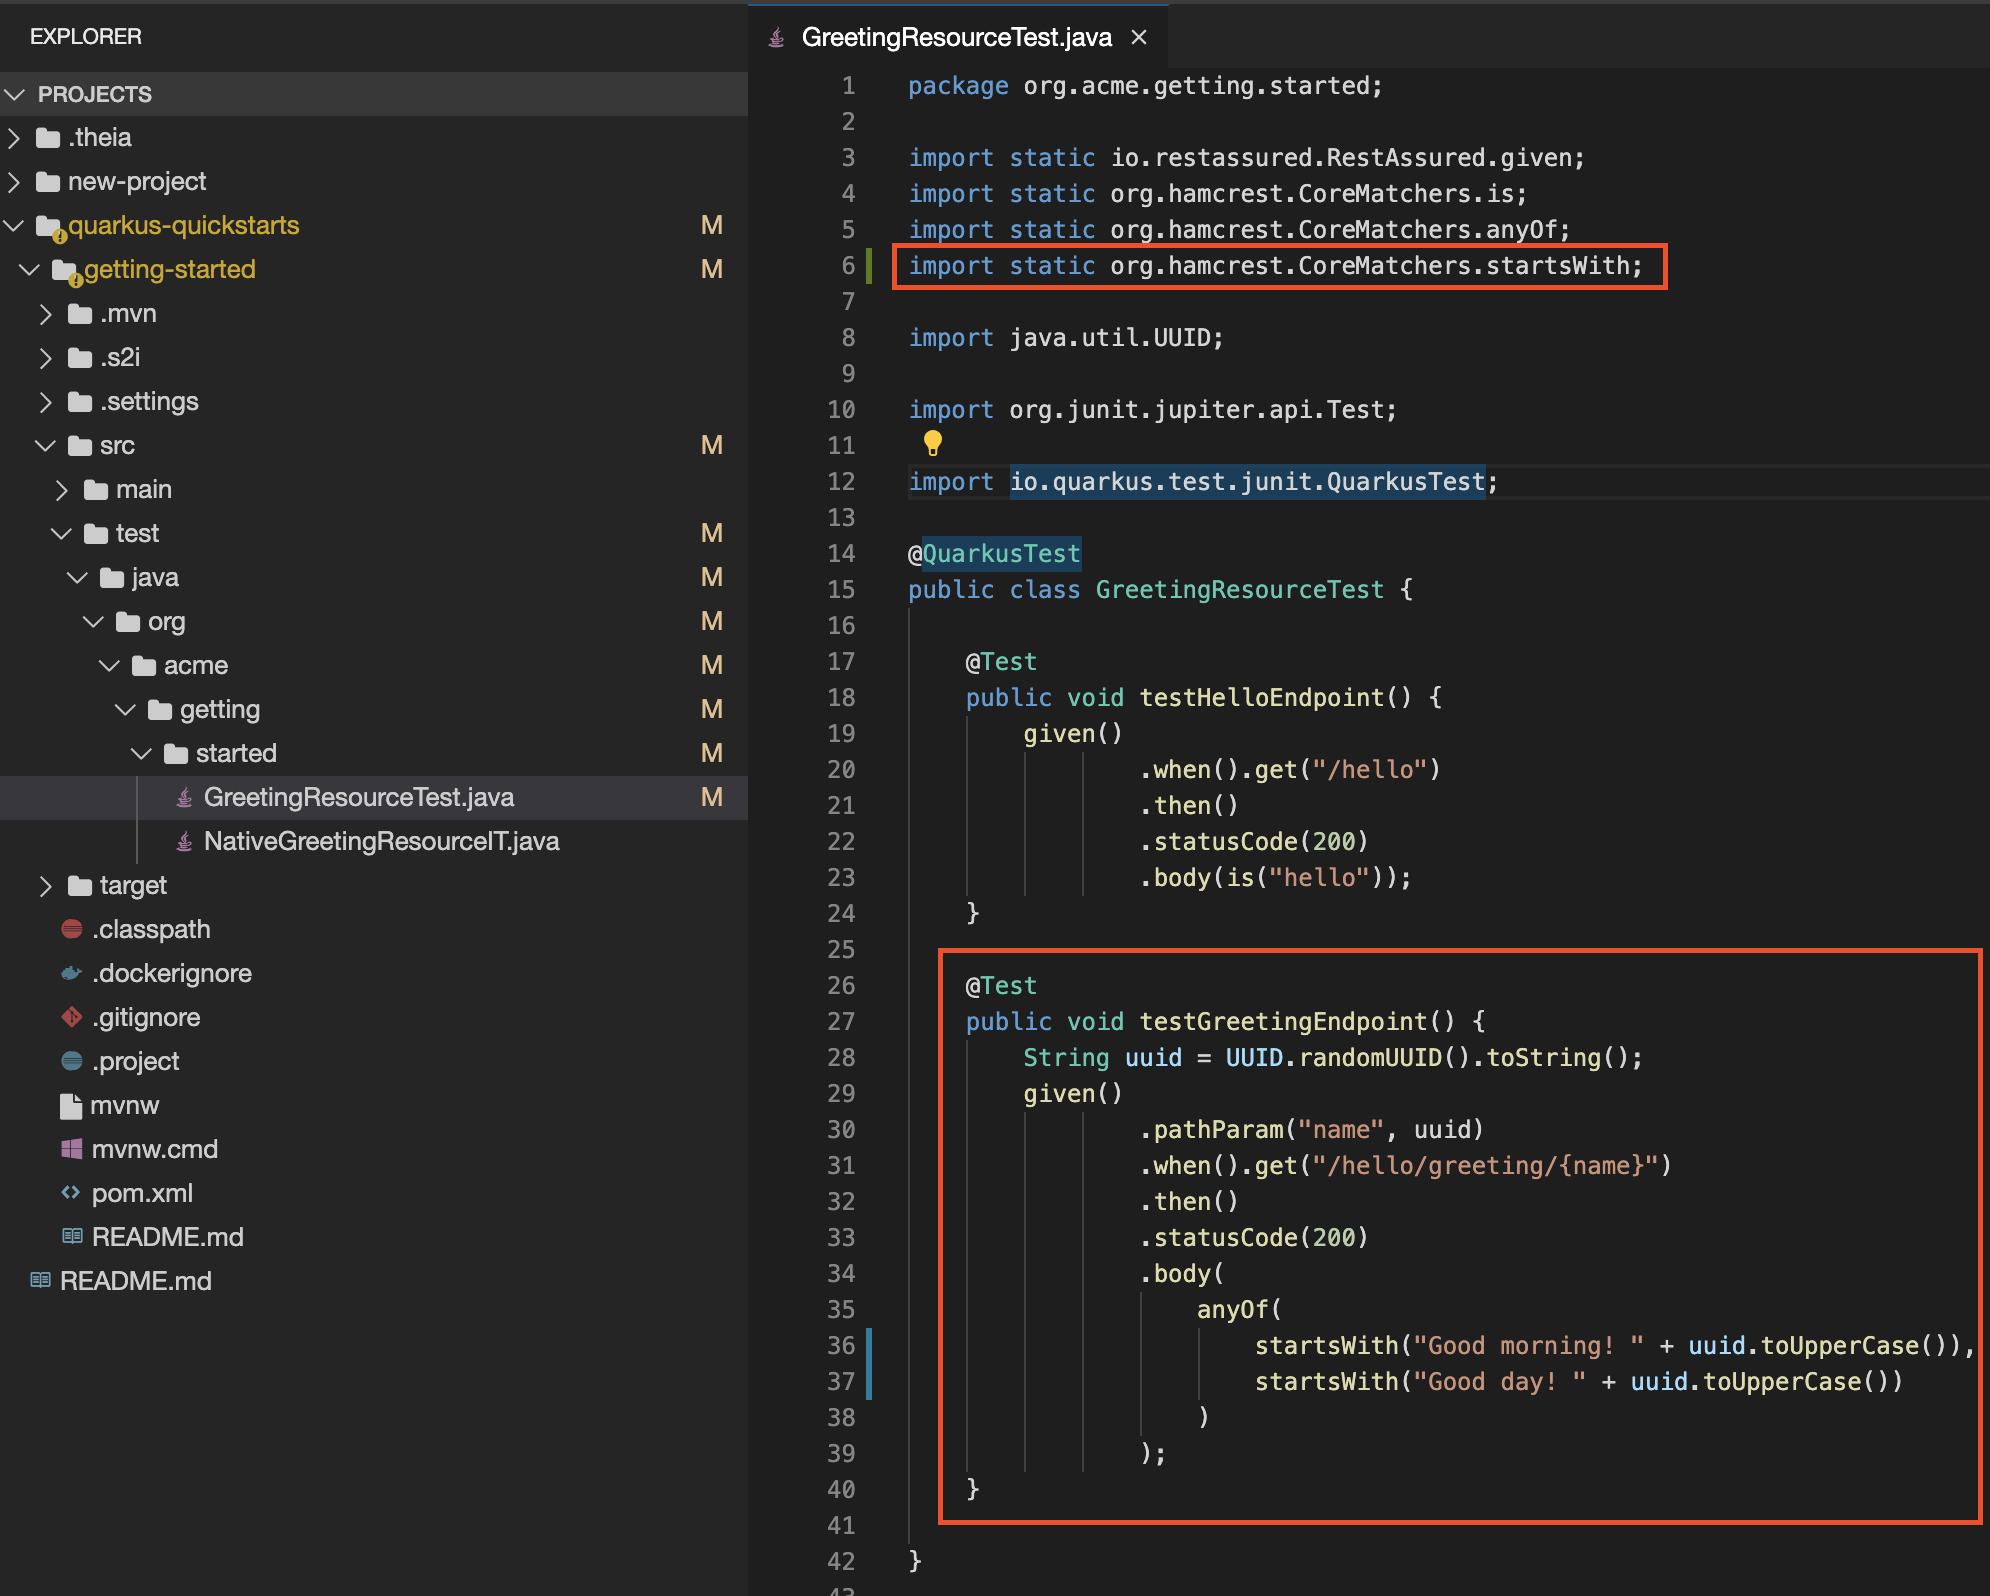 EXPLORER
PROJECTS
.theia
new-project
quarkus-quickstarts M
getting-started M
.mvn
.s2i
.settings
src M
main
test M
java M
org M
acme M
getting M
started M
GreetingResourceTest.java M
NativeGreetingResourceIT.java
target
.classpath
.dockerignore
.gitignore
.project
mvnw
mvnw.cmd
pom.xml
README.md
README.md
GreetingResourceTest.java ×
1 package org.acme.getting.started;
2
3 import static io.restassured.RestAssured.given;
4 import static org.hamcrest.CoreMatchers.is;
5 import static org.hamcrest.CoreMatchers.anyOf;
6 import static org.hamcrest.CoreMatchers.startsWith;
7
8 import java.util.UUID;
9
10 import org.junit.jupiter.api.Test;
11
12 import io.quarkus.test.junit.QuarkusTest;
13
14 @QuarkusTest
15 public class GreetingResourceTest {
16
17 @Test
18 public void testHelloEndpoint() {
19 given()
20 .when().get("/hello")
21 .then()
22 .statusCode(200)
23 .body(is("hello"));
24 }
25
26 @Test
27 public void testGreetingEndpoint() {
28 String uuid = UUID.randomUUID().toString();
29 given()
30 .pathParam("name", uuid)
31 .when().get("/hello/greeting/{name}")
32 .then()
33 .statusCode(200)
34 .body(
35 anyOf(
36 startsWith("Good morning! " + uuid.toUpperCase()),
37 startsWith("Good day! " + uuid.toUpperCase())
38 )
39 );
40 }
41
42 }
43